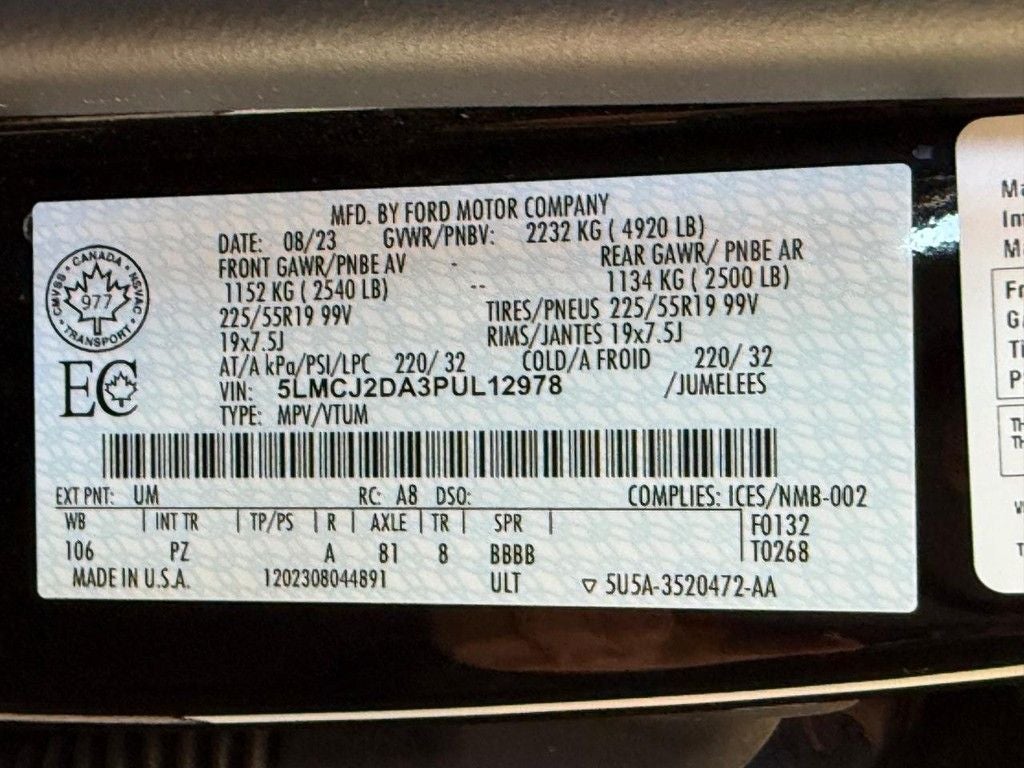 MFD. BY FORD MOTOR COMPANY
DATE: 08/23 GVWR/PNBV: 2232 KG ( 4920 LB)
FRONT GAWR/PNBE AV REAR GAWR/ PNBE AR
1152 KG ( 2540 LB) -- 1134 KG ( 2500 LB)
225/55R19 99V TIRES/PNEUS 225/55R19 99V
19x7.5J RIMS/JANTES 19x7.5J
AT/A kPa/PSI/LPC 220/ 32 COLD/A FROID 220/ 32
VIN: 5LMCJ2DA3PUL12978 /JUMELEES
TYPE: MPV/VTUM
CANADA
CMVSS 977 NSVAC
TRANSPORT
EC
EXT PNT: UM RC: A8 DSO: COMPLIES: ICES/NMB-002
WB | INT TR | TP/PS | R | AXLE | TR | SPR | F0132
106 PZ A 81 8 BBBB T0268
MADE IN U.S.A. 1202308044891 ULT ▽ 5U5A-3520472-AA